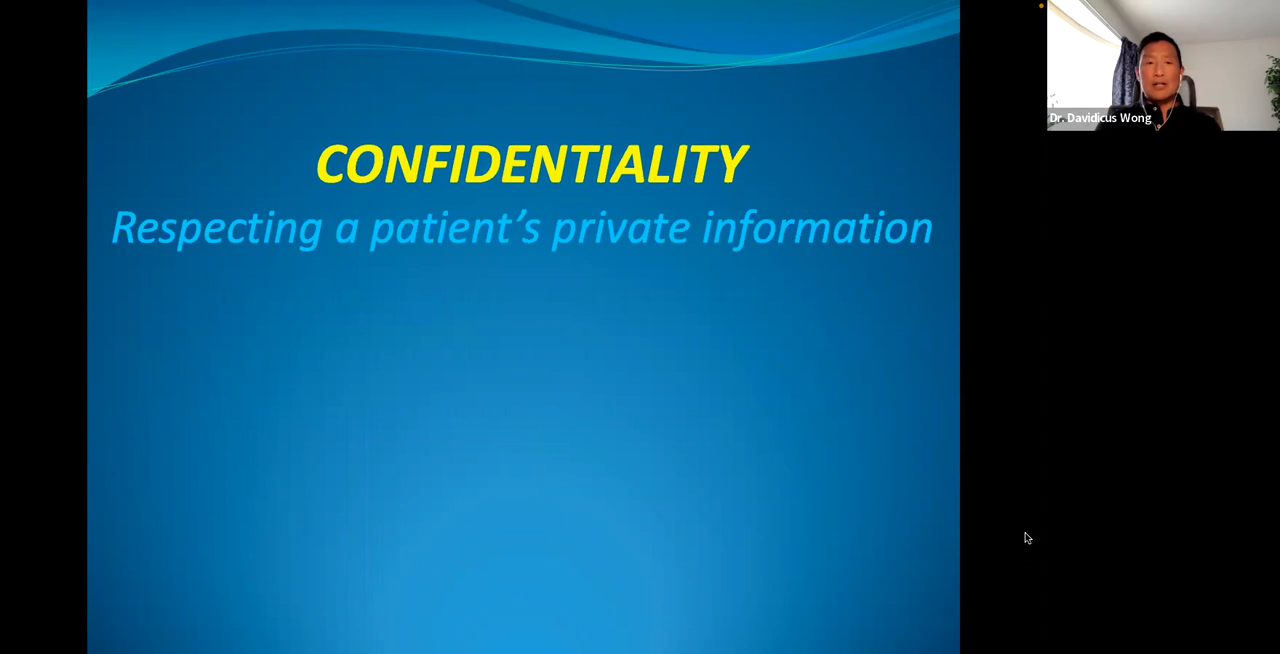 CONFIDENTIALITY
Respecting a patient’s private information
Dr. Davidicus Wong